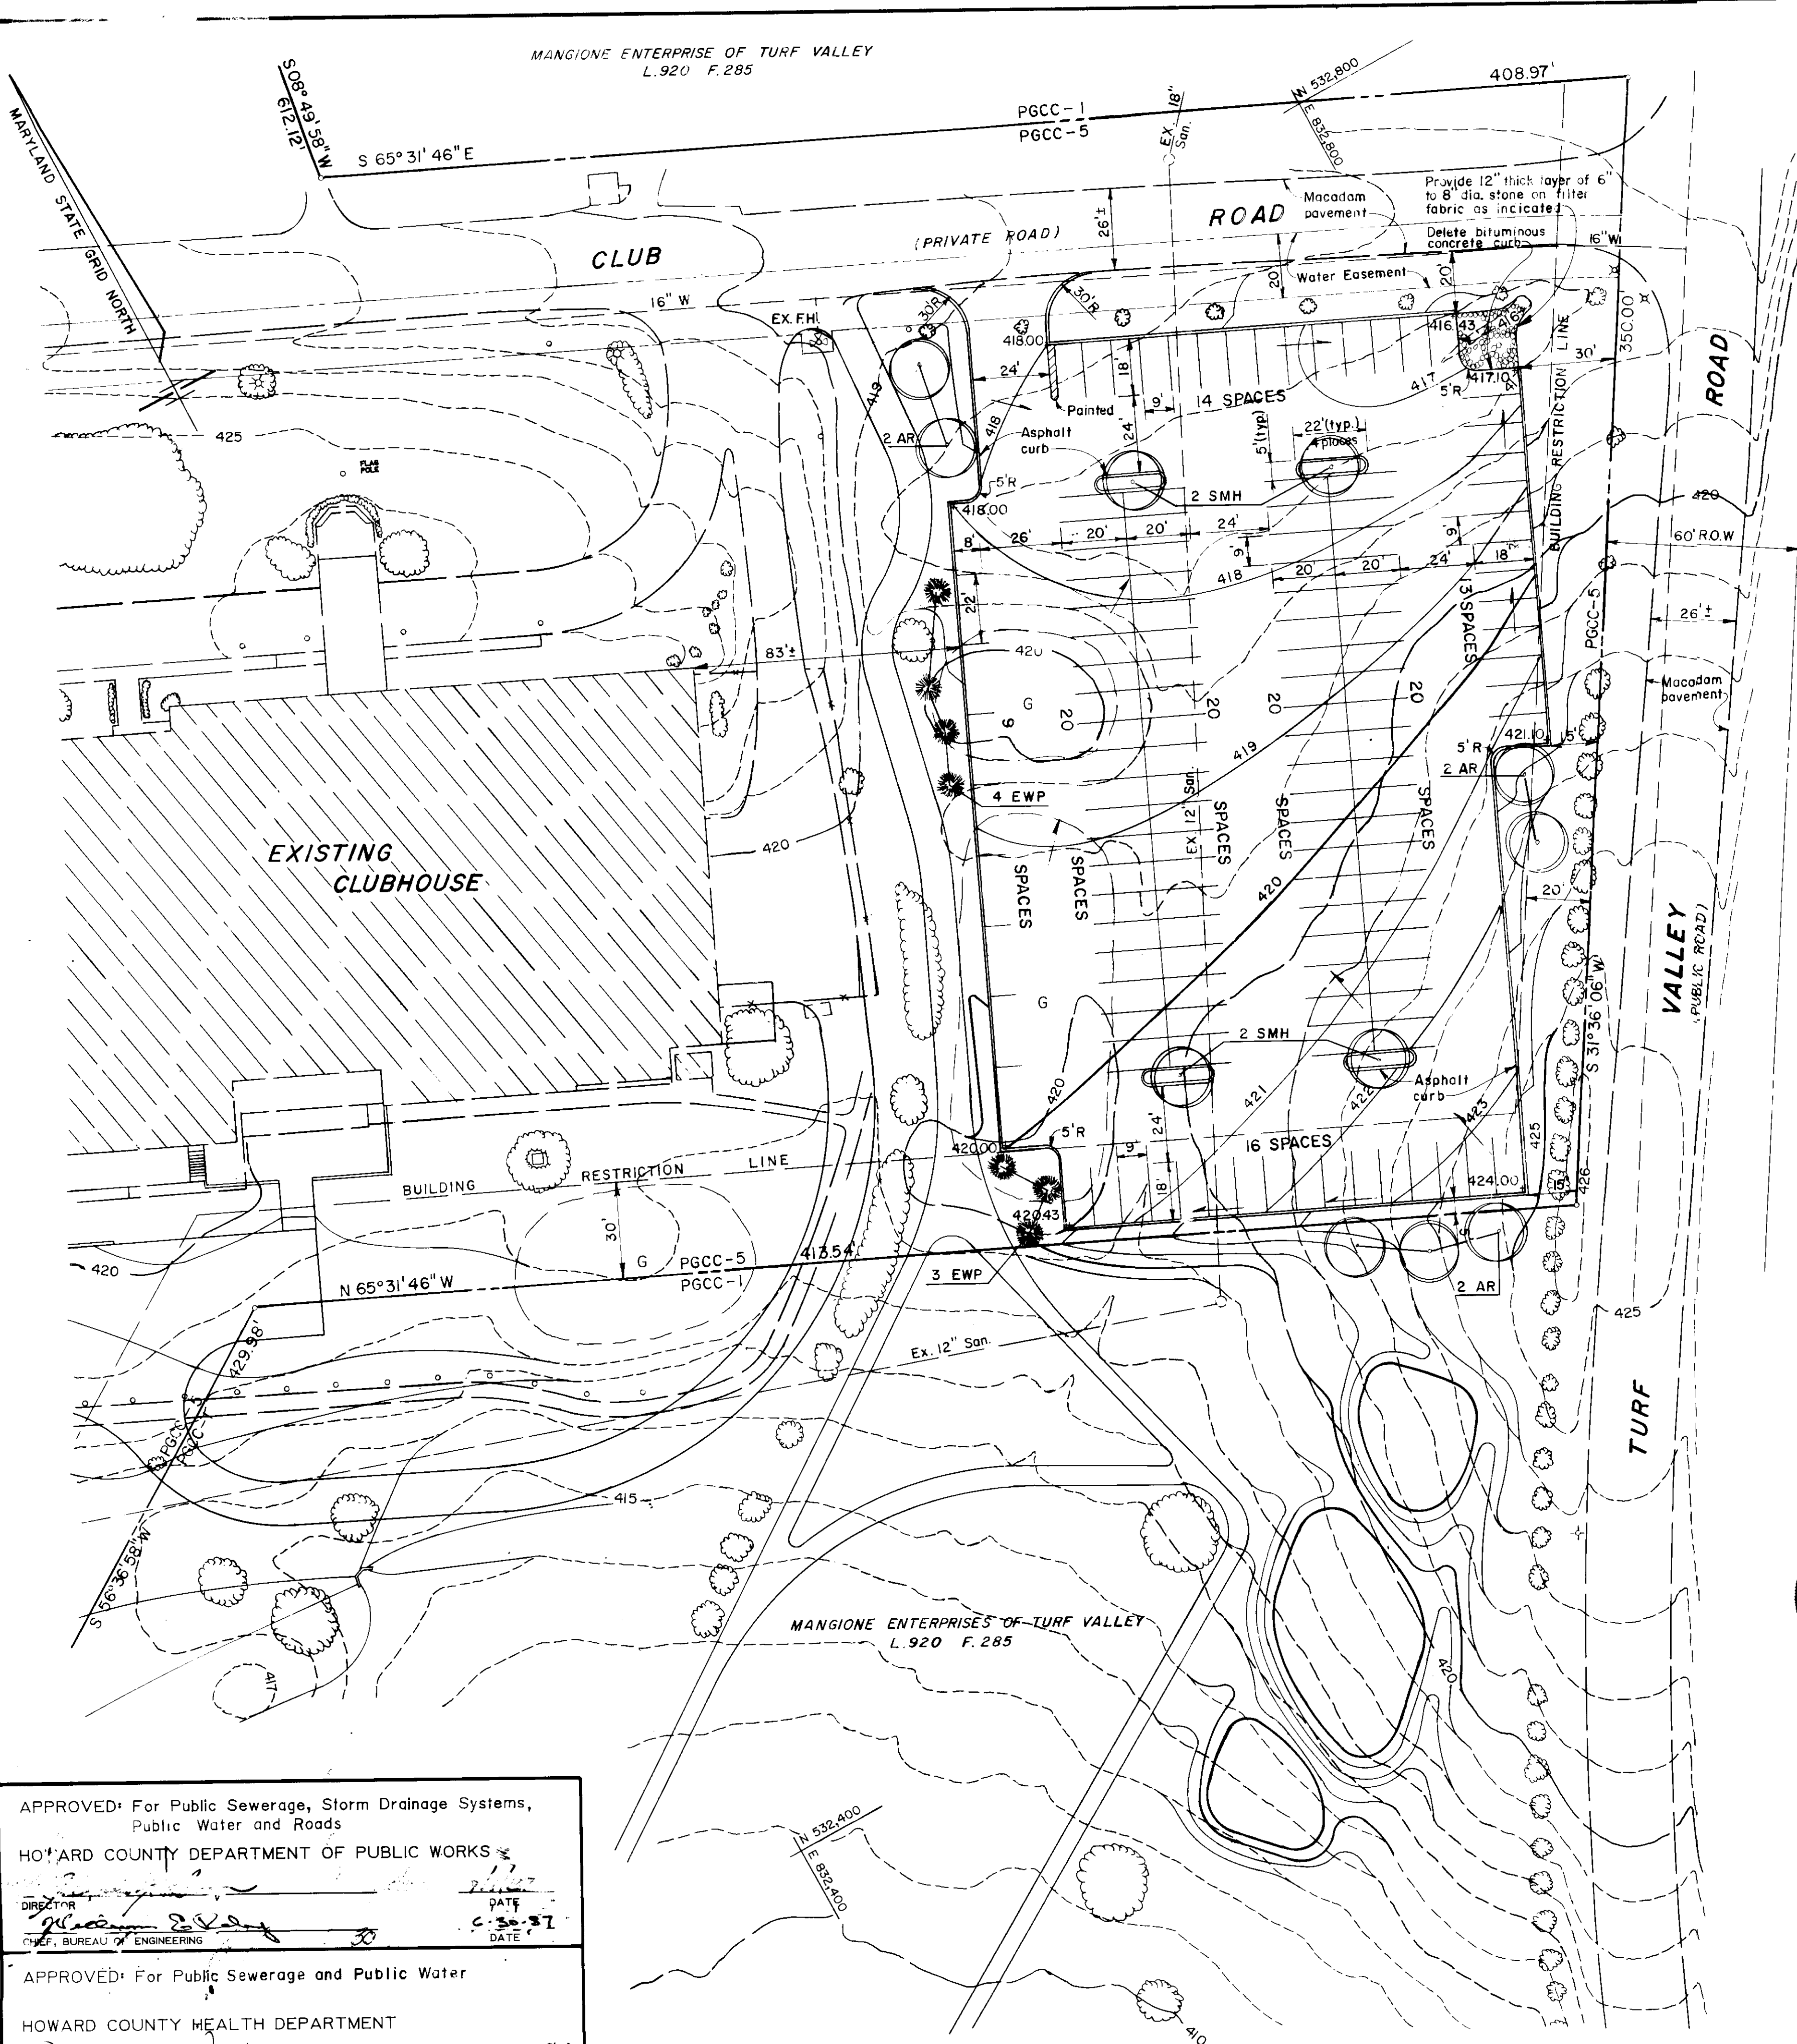 MANGIONE ENTERPRISE OF TURF VALLEY
L.920 F.285
MARYLAND STATE GRID NORTH
S 08° 49' 58" W
612.12'
S 65° 31' 46" E
PGCC-1
PGCC-5
EX. 18"
San.
N 532,800
E 832,800
408.97'
CLUB
(PRIVATE ROAD)
ROAD
26'±
Macadam
pavement
Provide 12" thick layer of 6"
to 8" dia. stone on filter
fabric as indicated
Delete bituminous
concrete curb
16" W
20'
Water Easement
20'
16" W
EX. F.H.
30'R
30'R
418.00
416.43
416
417
417.10
5'R
30'
350.00'
BUILDING RESTRICTION LINE
ROAD
24'
18'
9'
14 SPACES
Painted
24'
Asphalt
curb
419
418
2 AR
5'R
418.00
22'(typ.)
4 places
5'(typ)
2 SMH
425
FLAG
POLE
8'
26'
20'
20'
24'
9'
9'
418
20'
20'
24'
18'
13 SPACES
420
60' R.O.W
26'±
PGCC-5
22'
83'±
420
G
9
20
20
20
20
419
Macadam
pavement
421.10
15'
5'R
2 AR
4 EWP
Ex. 12" San.
420
EXISTING
CLUBHOUSE
SPACES
SPACES
SPACES
SPACES
SPACES
420
20'
VALLEY
(PUBLIC ROAD)
S 31° 36' 06" W
G
2 SMH
Asphalt
curb
420
421
422
423
425
5'R
420.00
9'
24'
16 SPACES
18'
424.00
15'
426
BUILDING
RESTRICTION
LINE
30'
420.43
5'
420
G
PGCC-5
PGCC-1
413.54'
N 65° 31' 46" W
3 EWP
2 AR
425
429.98'
Ex. 12" San.
PGCC-5
PGCC-1
S 56° 36' 58" W
415
TURF
MANGIONE ENTERPRISES OF TURF VALLEY
L.920 F.285
417
420
N 532,400
E 832,400
410
APPROVED: For Public Sewerage, Storm Drainage Systems,
Public Water and Roads
HOWARD COUNTY DEPARTMENT OF PUBLIC WORKS
DIRECTOR
DATE
6-30-87
CHIEF, BUREAU OF ENGINEERING
DATE
APPROVED: For Public Sewerage and Public Water
HOWARD COUNTY HEALTH DEPARTMENT